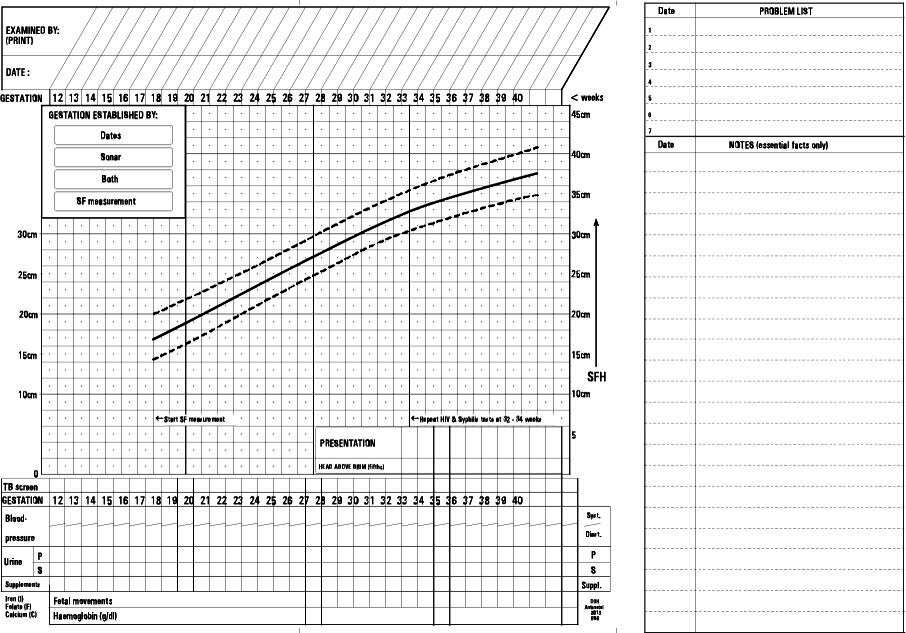 EXAMINED BY:
(PRINT)
DATE :
GESTATION 12 13 14 15 16 17 18 19 20 21 22 23 24 25 26 27 28 29 30 31 32 33 34 35 36 37 38 39 40 < weeks
GESTATION ESTABLISHED BY:
Dates
Sonar
Both
SF measurement
45cm
40cm
35cm
30cm 30cm
25cm 25cm
20cm 20cm
15cm 15cm
SFH
10cm 10cm
←Start SF measurement
←Repeat HIV & Syphilis tests at 32 - 34 weeks
5
PRESENTATION
HEAD ABOVE BRIM (fifths)
0
TB screen
GESTATION 12 13 14 15 16 17 18 19 20 21 22 23 24 25 26 27 28 29 30 31 32 33 34 35 36 37 38 39 40
Blood-
pressure
Syst.
Diast.
Urine P P
S S
Supplements Suppl.
Iron (I)
Folate (F)
Calcium (C)
Fetal movements
Haemoglobin (g/dl)
DOH
Antenatal
2015
Date PROBLEM LIST
1
2
3
4
5
6
7
Date NOTES (essential facts only)